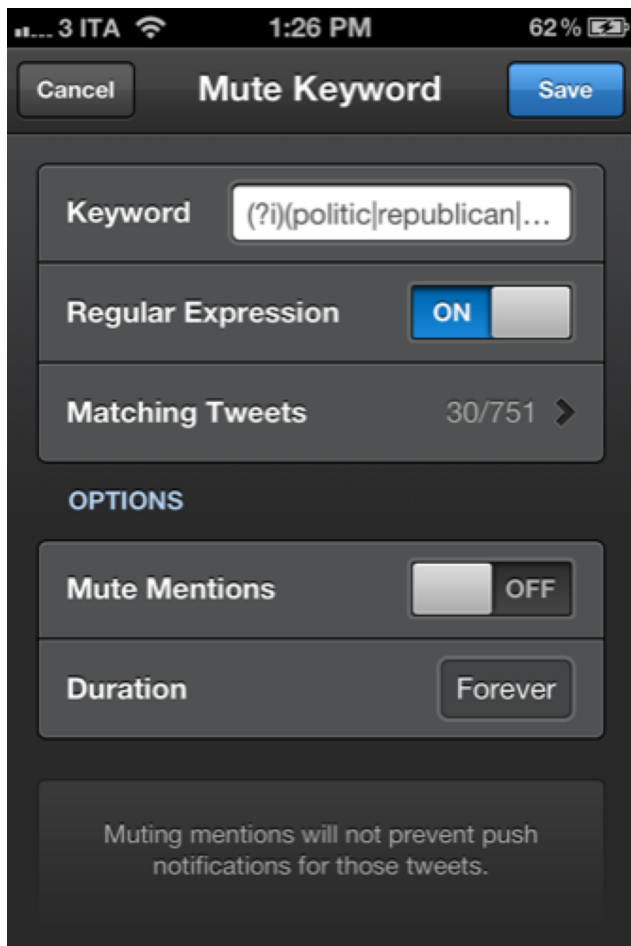 3 ITA 1:26 PM 62%
Cancel Mute Keyword Save
Keyword (?i)(politic|republican|...
Regular Expression ON
Matching Tweets 30/751
OPTIONS
Mute Mentions OFF
Duration Forever
Muting mentions will not prevent push
notifications for those tweets.